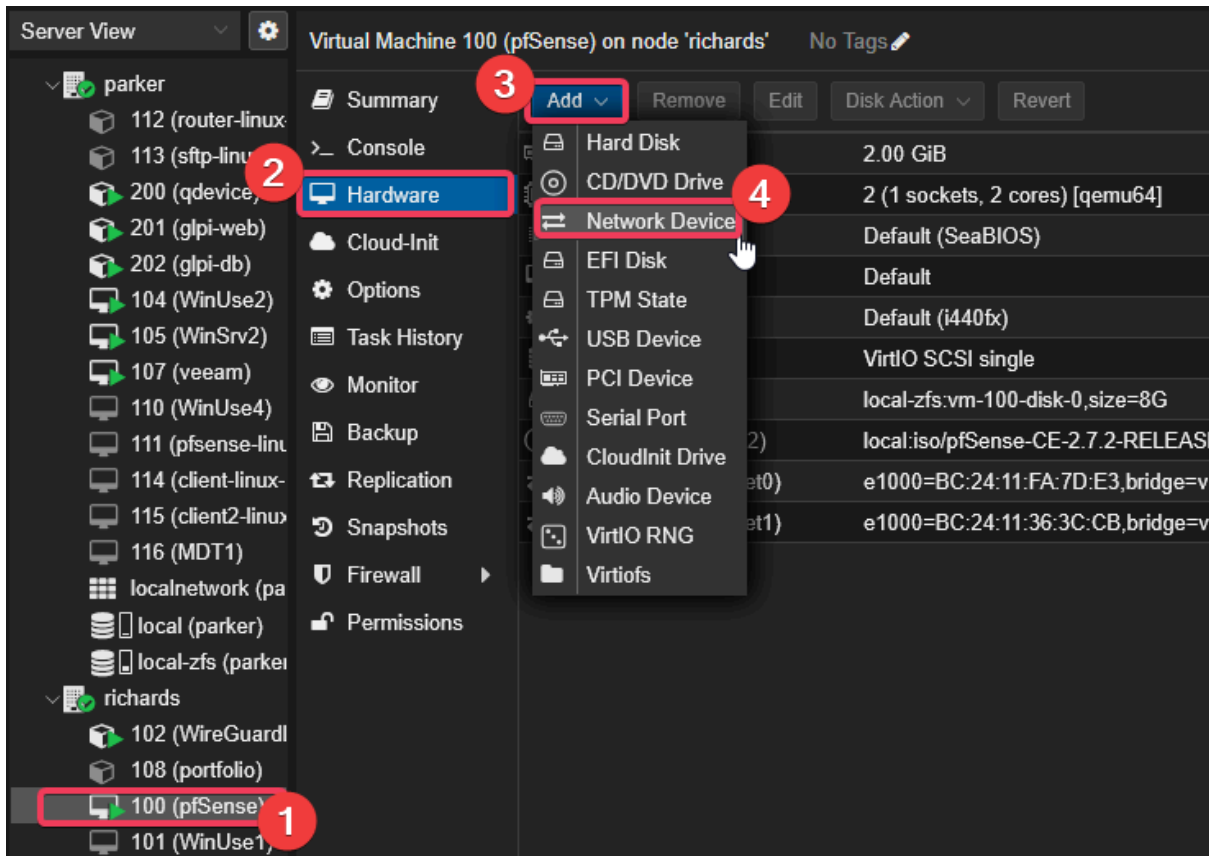 Server View
Virtual Machine 100 (pfSense) on node 'richards' No Tags
parker
112 (router-linux-
113 (sftp-linu
200 (qdevice)
201 (glpi-web)
202 (glpi-db)
104 (WinUse2)
105 (WinSrv2)
107 (veeam)
110 (WinUse4)
111 (pfsense-linu
114 (client-linux-
115 (client2-linux
116 (MDT1)
localnetwork (pa
local (parker)
local-zfs (parker
richards
102 (WireGuardI
108 (portfolio)
100 (pfSense)
1
101 (WinUse1)
Summary
Console
2
Hardware
Cloud-Init
Options
Task History
Monitor
Backup
Replication
Snapshots
Firewall
Permissions
3
Add Remove Edit Disk Action Revert
Hard Disk
CD/DVD Drive
4
Network Device
EFI Disk
TPM State
USB Device
PCI Device
Serial Port
CloudInit Drive
Audio Device
VirtIO RNG
Virtiofs
2.00 GiB
2 (1 sockets, 2 cores) [qemu64]
Default (SeaBIOS)
Default
Default (i440fx)
VirtIO SCSI single
local-zfs:vm-100-disk-0,size=8G
2) local:iso/pfSense-CE-2.7.2-RELEAS
et0) e1000=BC:24:11:FA:7D:E3,bridge=v
et1) e1000=BC:24:11:36:3C:CB,bridge=v